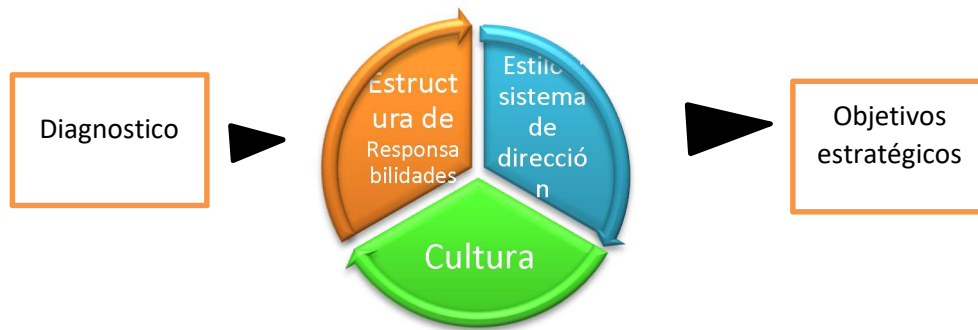 Diagnostico
Estruct
ura de
Responsa
bilidades
Estilo
sistema
de
direcció
n
Cultura
Objetivos
estratégicos